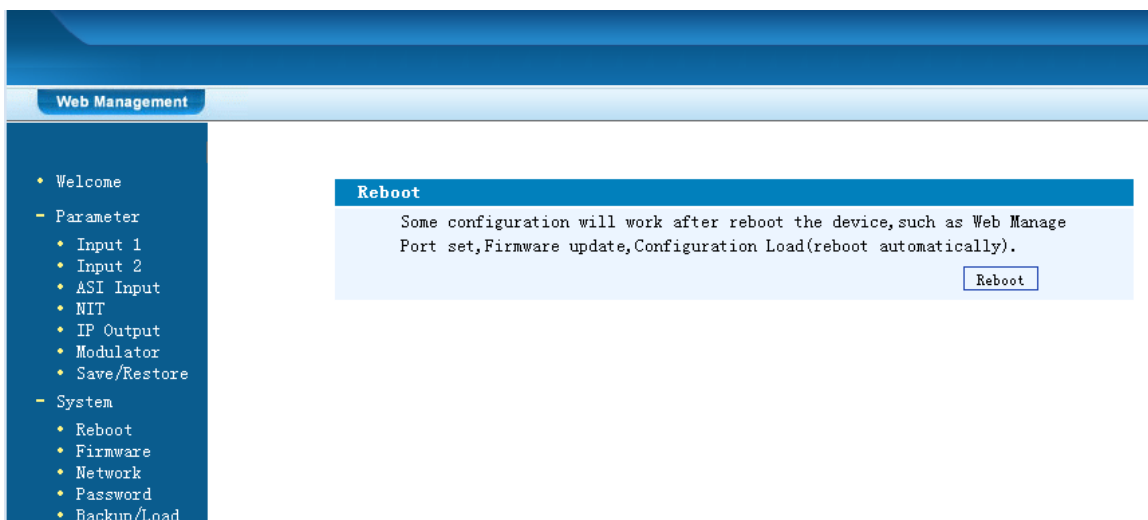 Web Management
Welcome
Parameter
Input 1
Input 2
ASI Input
NIT
IP Output
Modulator
Save/Restore
System
Reboot
Firmware
Network
Password
Backup/Load
Reboot
Some configuration will work after reboot the device,such as Web Manage
Port set,Firmware update,Configuration Load(reboot automatically).
Reboot